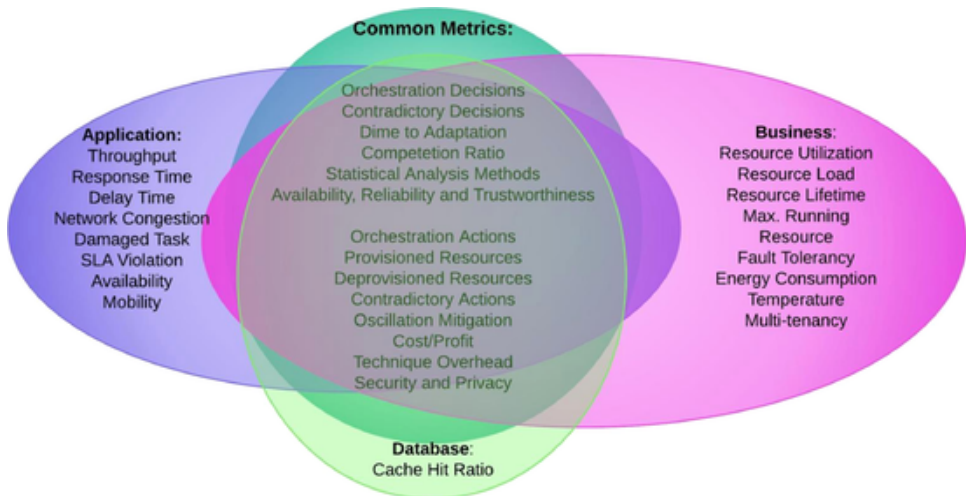 Common Metrics:
Orchestration Decisions
Contradictory Decisions
Dime to Adaptation
Competetion Ratio
Statistical Analysis Methods
Availability, Reliability and Trustworthiness
Orchestration Actions
Provisioned Resources
Deprovisioned Resources
Contradictory Actions
Oscillation Mitigation
Cost/Profit
Technique Overhead
Security and Privacy
Application:
Throughput
Response Time
Delay Time
Network Congestion
Damaged Task
SLA Violation
Availability
Mobility
Business:
Resource Utilization
Resource Load
Resource Lifetime
Max. Running
Resource
Fault Tolerancy
Energy Consumption
Temperature
Multi-tenancy
Database:
Cache Hit Ratio